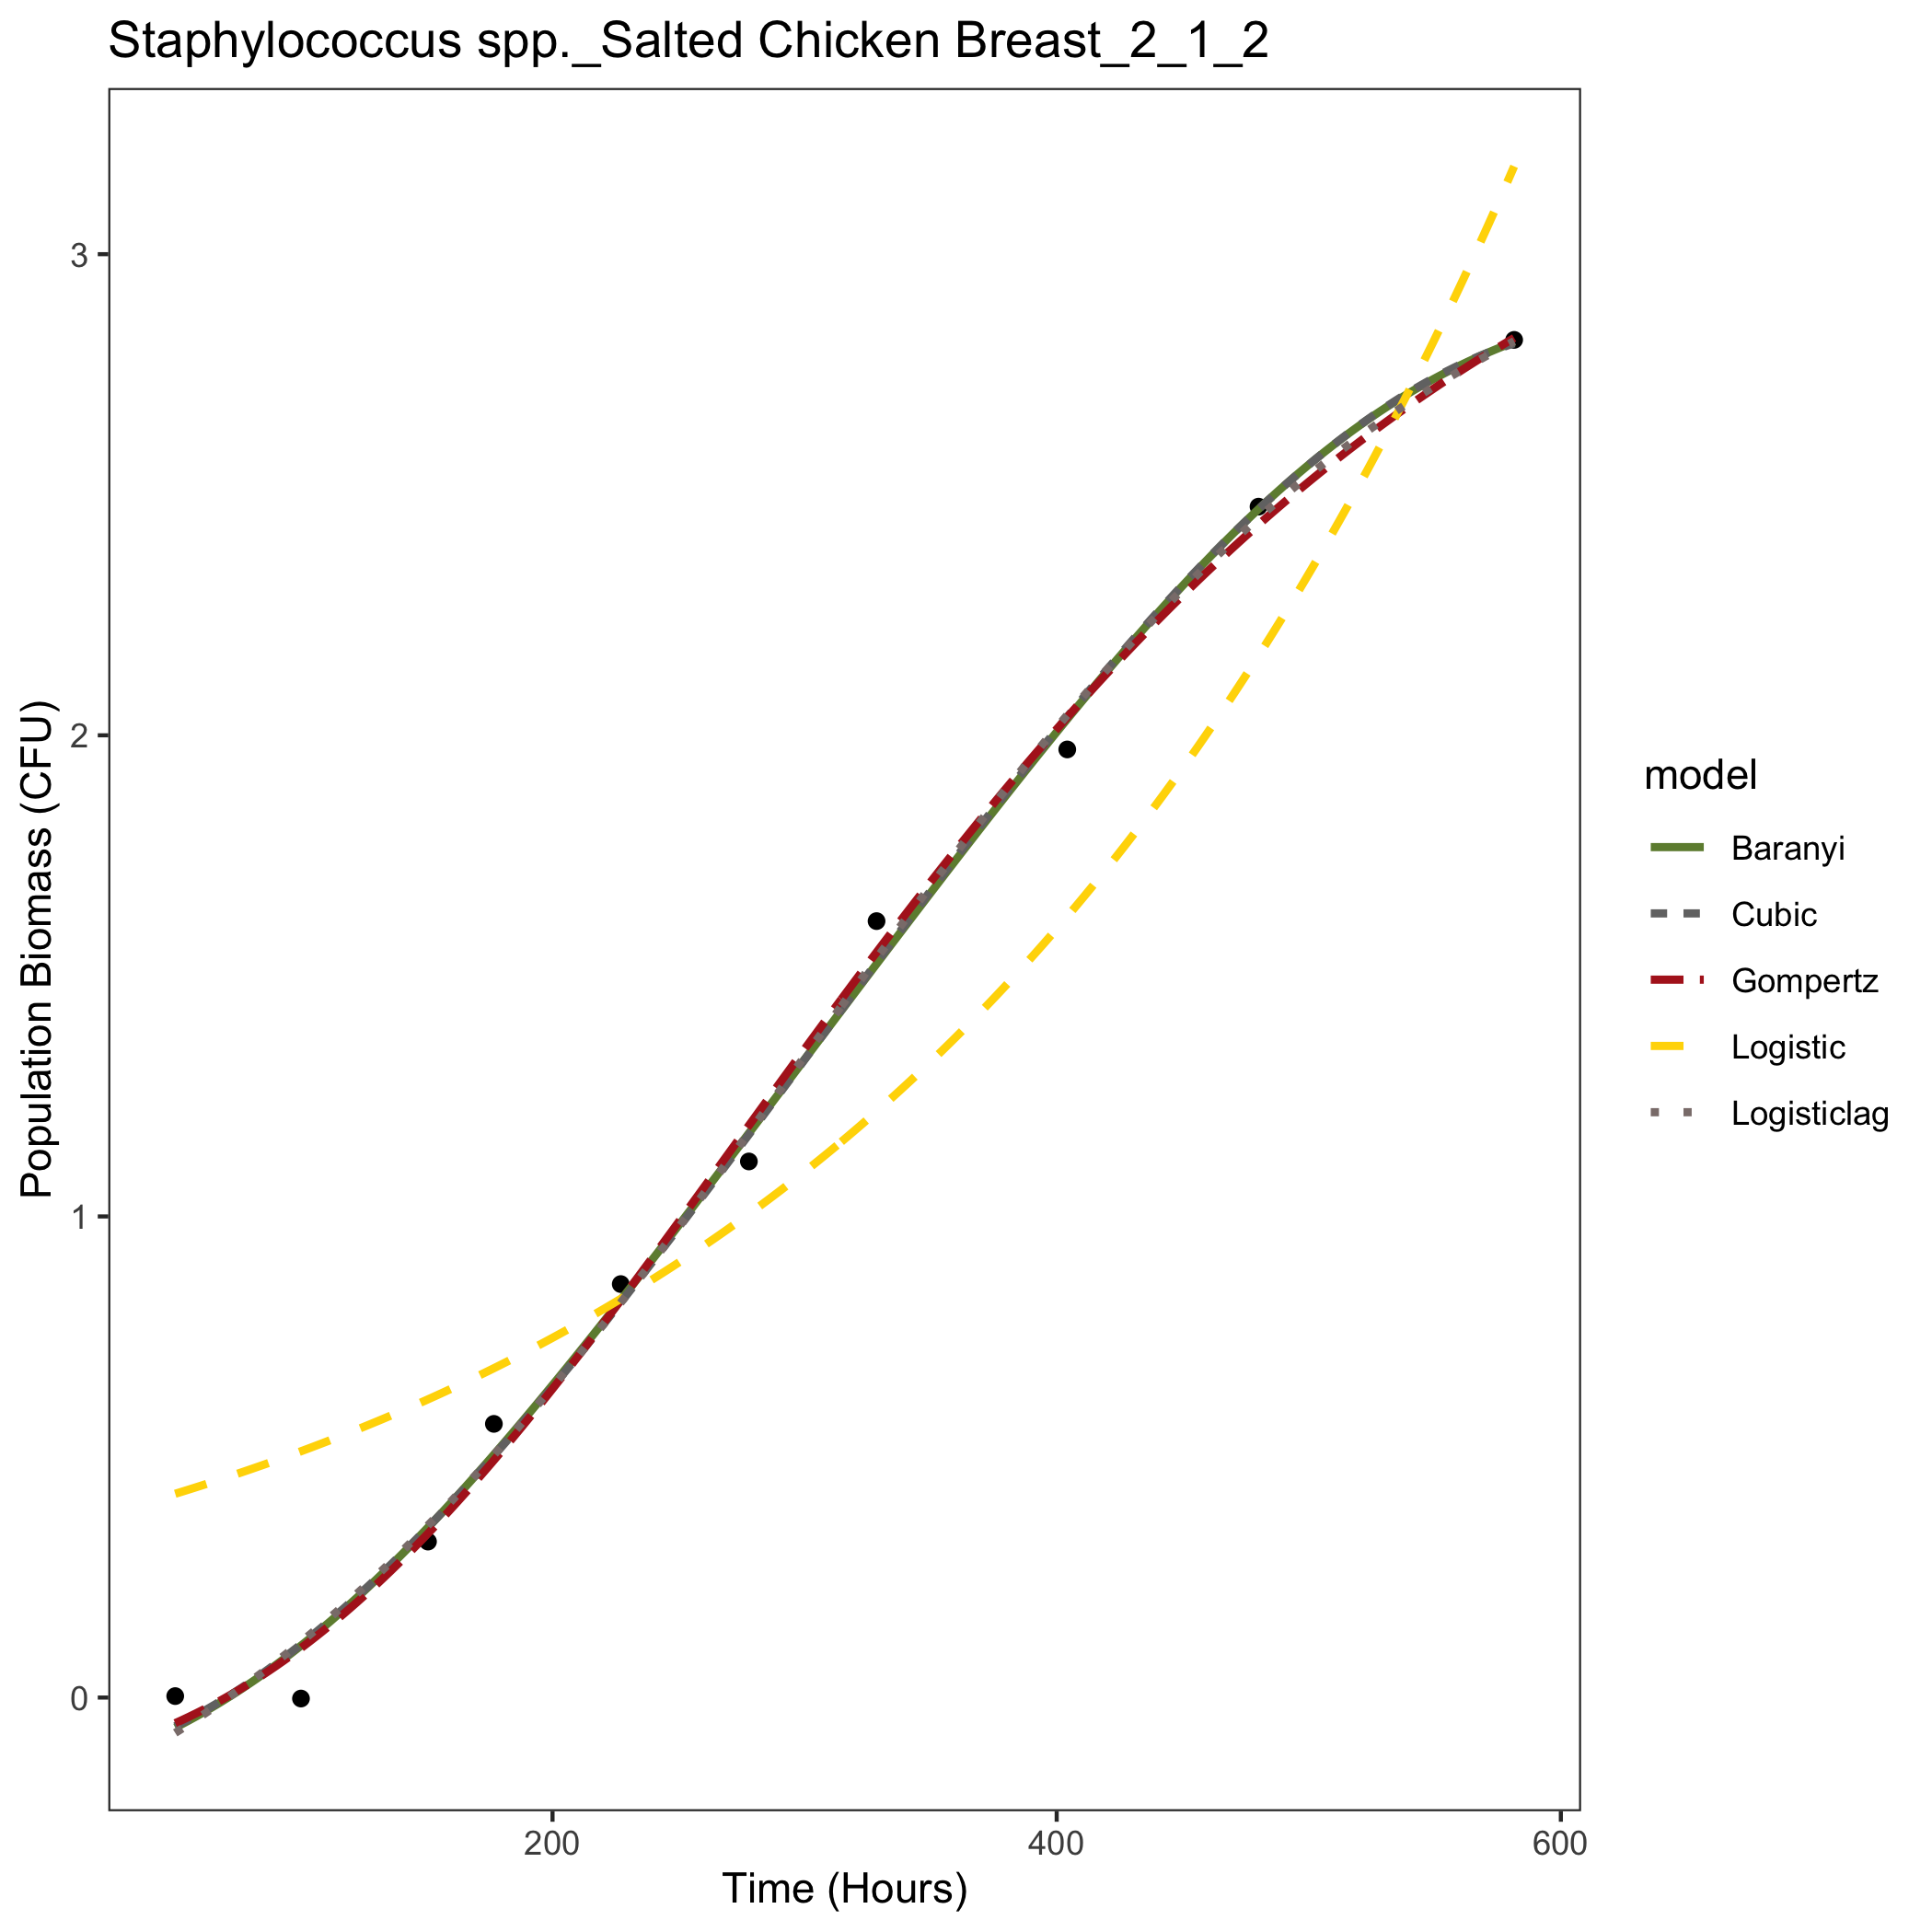 Staphylococcus spp._Salted Chicken Breast_2_1_2
Population Biomass (CFU)
3
2
1
0
200 400 600
Time (Hours)
model
Baranyi
Cubic
Gompertz
Logistic
Logisticlag